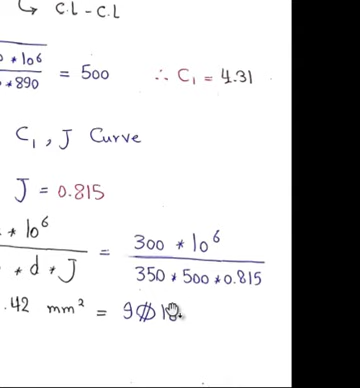 ↳ C.L - C.L
* 10⁶ / * 890 = 500 ∴ C₁ = 4.31
C₁, J Curve
J = 0.815
* 10⁶ / * d * J = 300 * 10⁶ / 350 * 500 * 0.815
.42 mm² =